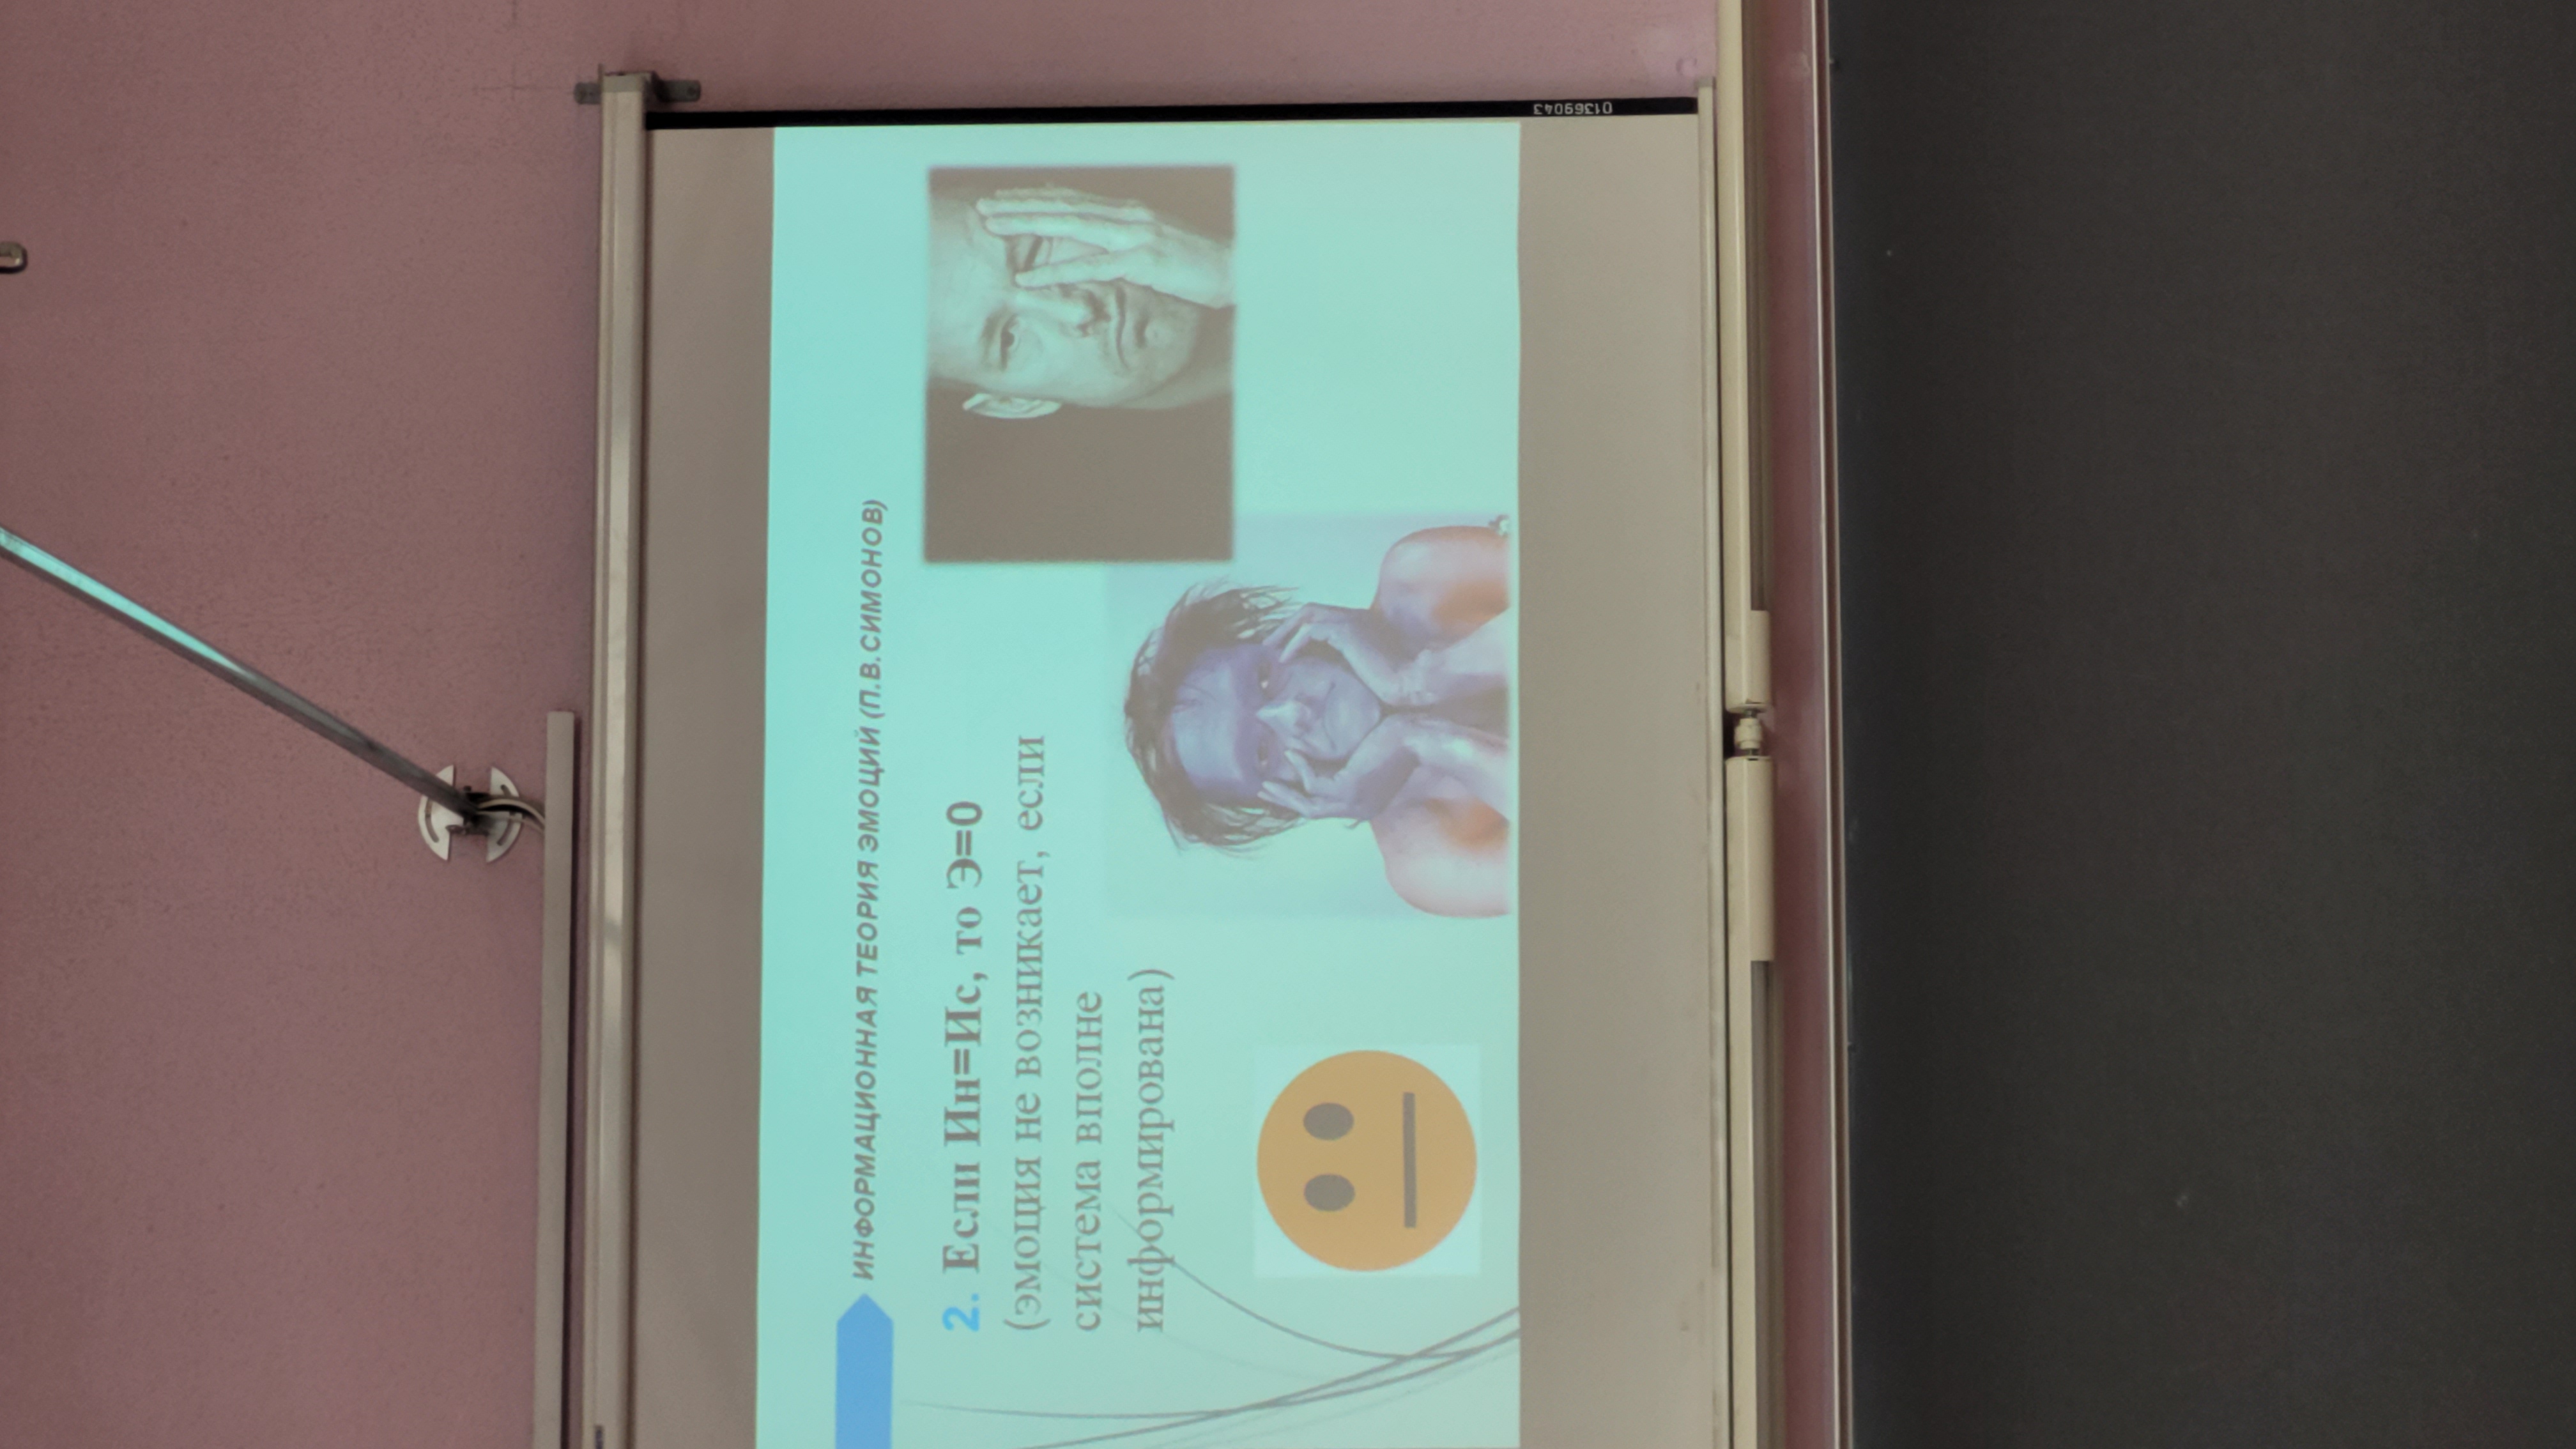 ИНФОРМАЦИОННАЯ ТЕОРИЯ ЭМОЦИЙ (П.В.СИМОНОВ)
2. Если Ин=Ис, то Э=0
(эмоция не возникает, если
система вполне
информирована)
01369043